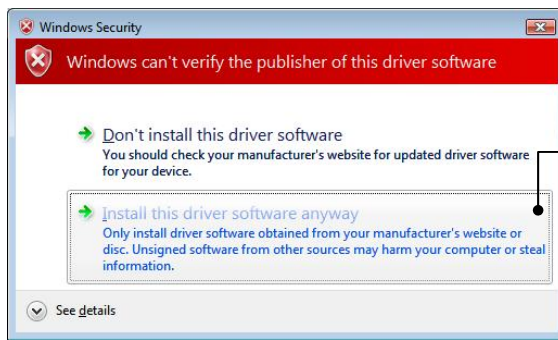 Windows Security
Windows can't verify the publisher of this driver software
Don't install this driver software
You should check your manufacturer's website for updated driver software
for your device.
Install this driver software anyway
Only install driver software obtained from your manufacturer's website or
disc. Unsigned software from other sources may harm your computer or steal
information.
See details